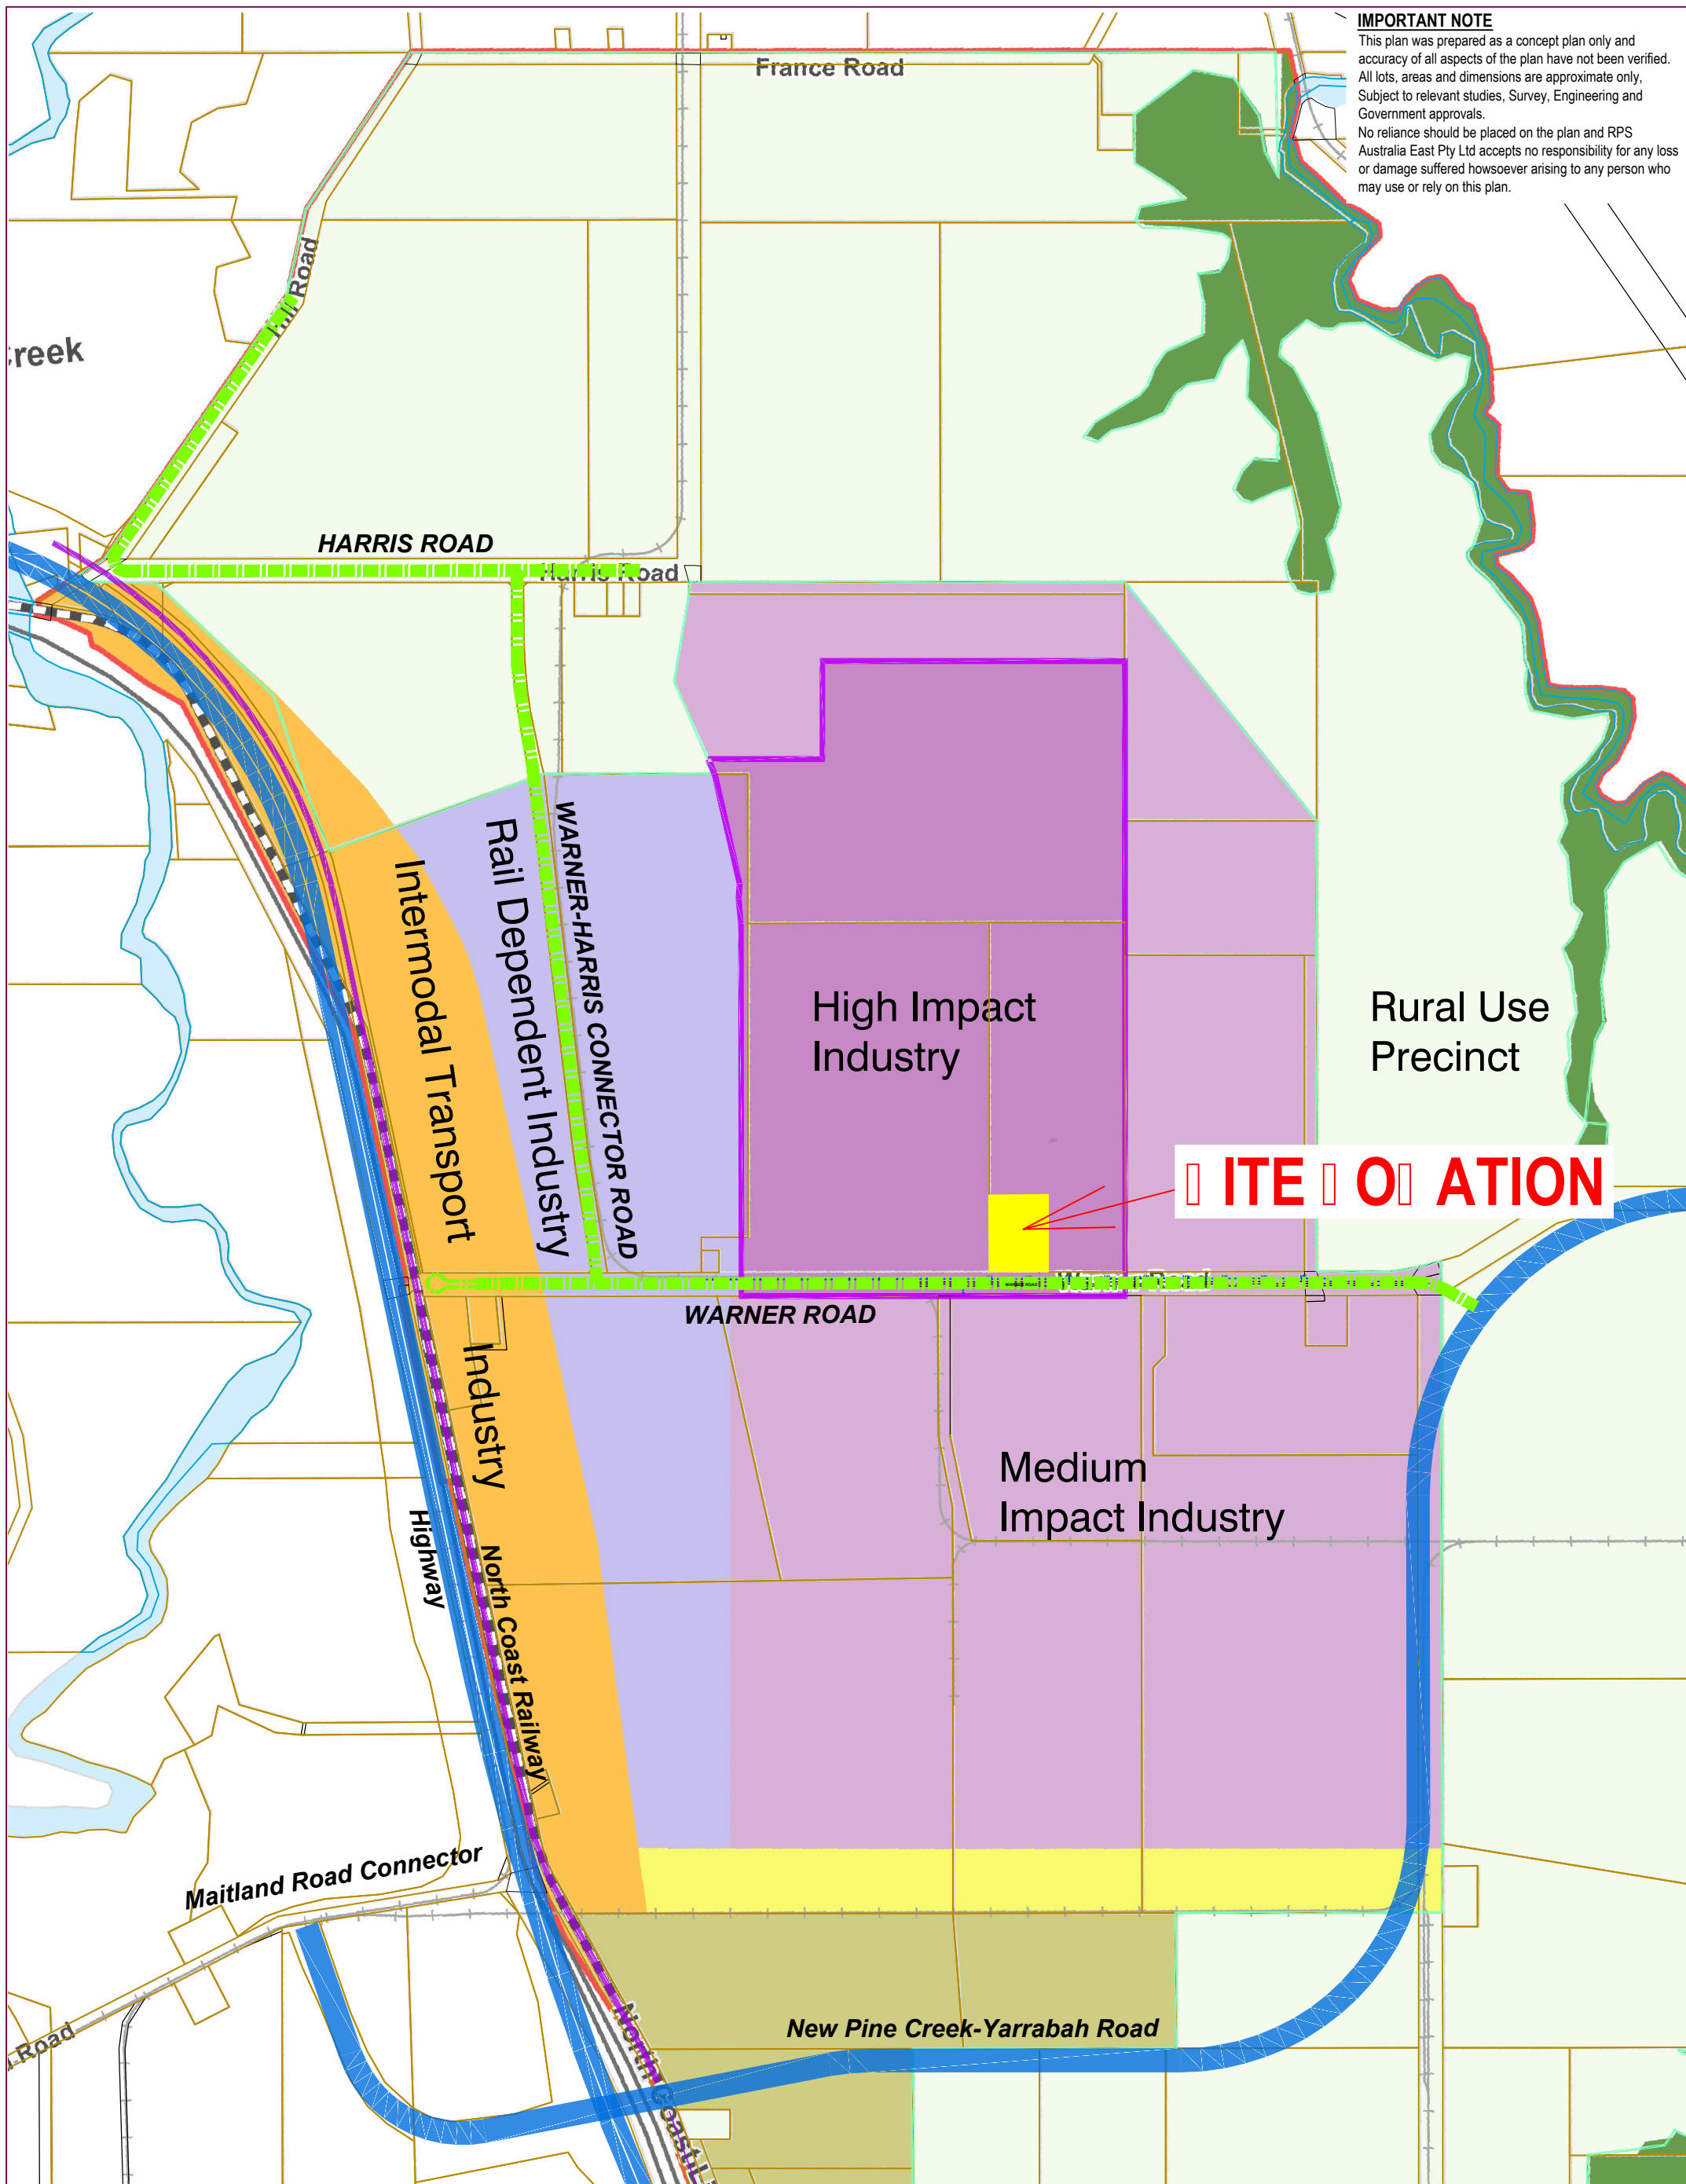 IMPORTANT NOTE
This plan was prepared as a concept plan only and
accuracy of all aspects of the plan have not been verified.
All lots, areas and dimensions are approximate only,
Subject to relevant studies, Survey, Engineering and
Government approvals.
No reliance should be placed on the plan and RPS
Australia East Pty Ltd accepts no responsibility for any loss
or damage suffered howsoever arising to any person who
may use or rely on this plan.
France Road
Road
reek
HARRIS ROAD
Harris Road
WARNER-HARRIS CONNECTOR ROAD
Rail Dependent Industry
Intermodal Transport
Industry
High Impact
Industry
Rural Use
Precinct
ITE O ATION
WARNER ROAD
Warner Road
WARNER ROAD
Medium
Impact Industry
Highway
North Coast Railway
Maitland Road Connector
Road
New Pine Creek-Yarrabah Road
North Coast